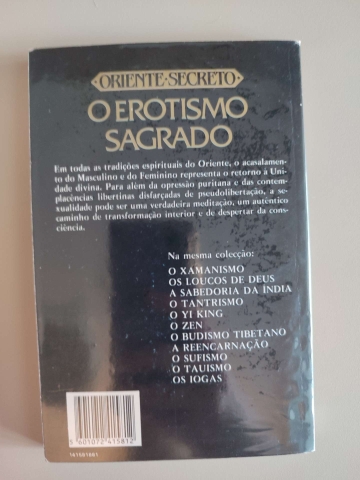 ·ORIENTE·SECRETO·
O EROTISMO
SAGRADO
Em todas as tradições espirituais do Oriente, o acasalamen-
to do Masculino e do Feminino representa o retorno à Uni-
dade divina. Para além da opressão puritana e das contem-
placências libertinas disfarçadas de pseudolibertação, a se-
xualidade pode ser uma verdadeira meditação, um autêntico
caminho de transformação interior e de despertar da cons-
ciência.
Na mesma colecção:
O XAMANISMO
OS LOUCOS DE DEUS
A SABEDORIA DA ÍNDIA
O TANTRISMO
O YI KING
O ZEN
O BUDISMO TIBETANO
A REENCARNAÇÃO
O SUFISMO
O TAUISMO
OS IOGAS
5 601072 415812